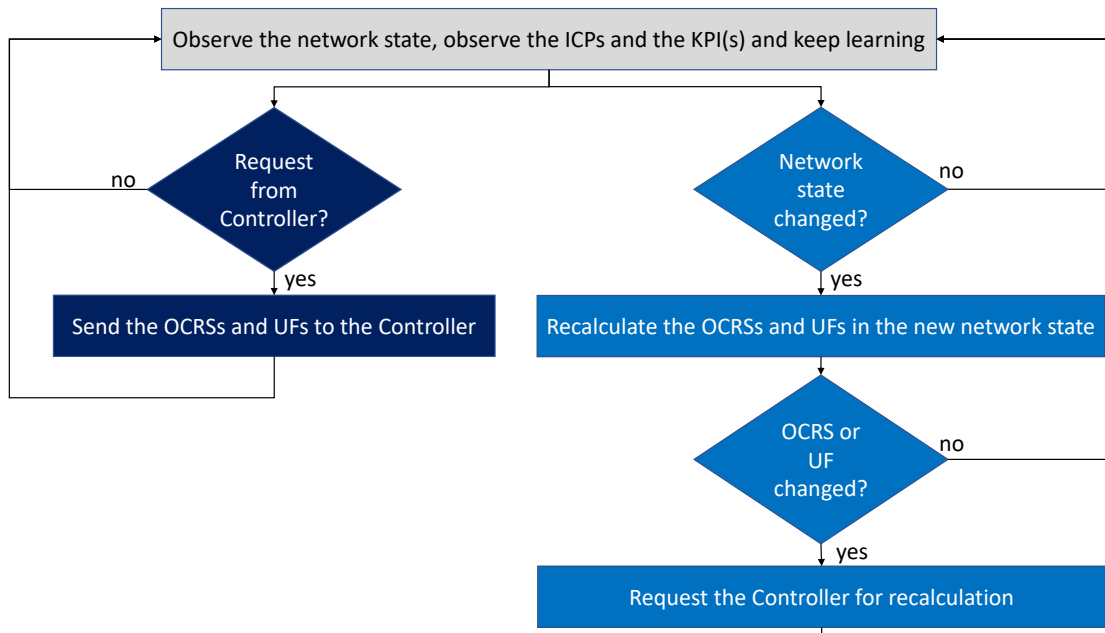 Observe the network state, observe the ICPs and the KPI(s) and keep learning
Request
from
Controller?
no
yes
Send the OCRSs and UFs to the Controller
Network
state
changed?
no
yes
Recalculate the OCRSs and UFs in the new network state
OCRS or
UF
changed?
no
yes
Request the Controller for recalculation